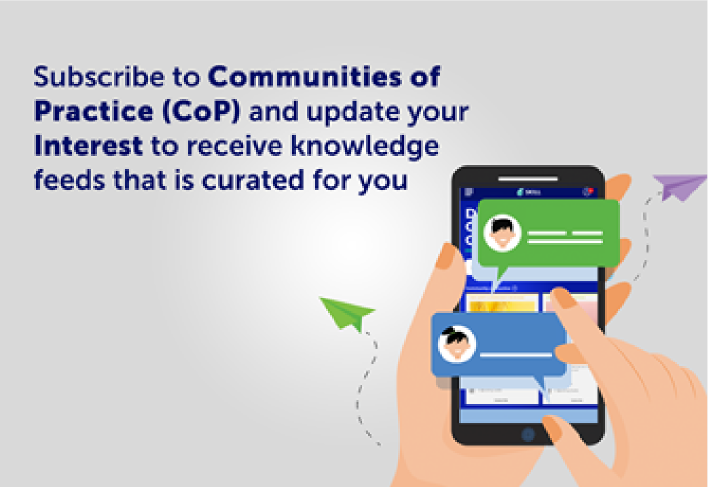 Subscribe to Communities of
Practice (CoP) and update your
Interest to receive knowledge
feeds that is curated for you
SKILL